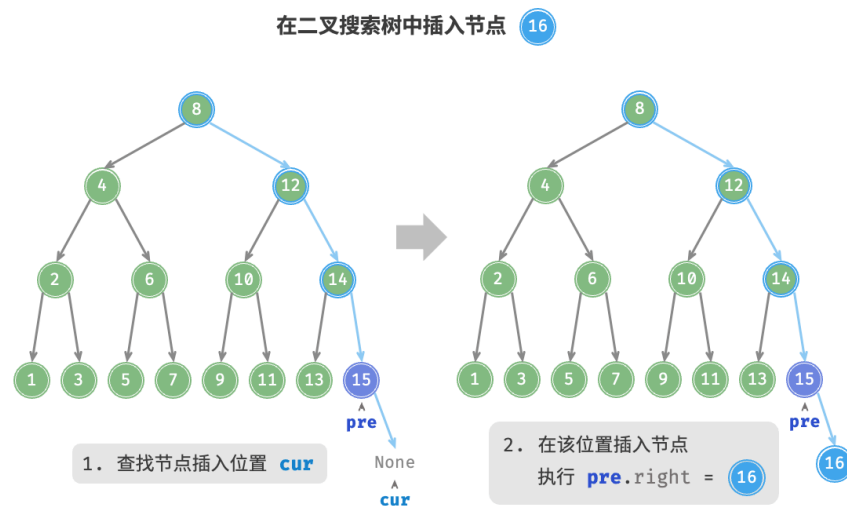 在二叉搜索树中插入节点 16
8
4 12
2 6 10 14
1 3 5 7 9 11 13 15
pre
None
cur
1. 查找节点插入位置 cur
8
4 12
2 6 10 14
1 3 5 7 9 11 13 15
pre
16
2. 在该位置插入节点
执行 pre.right = 16